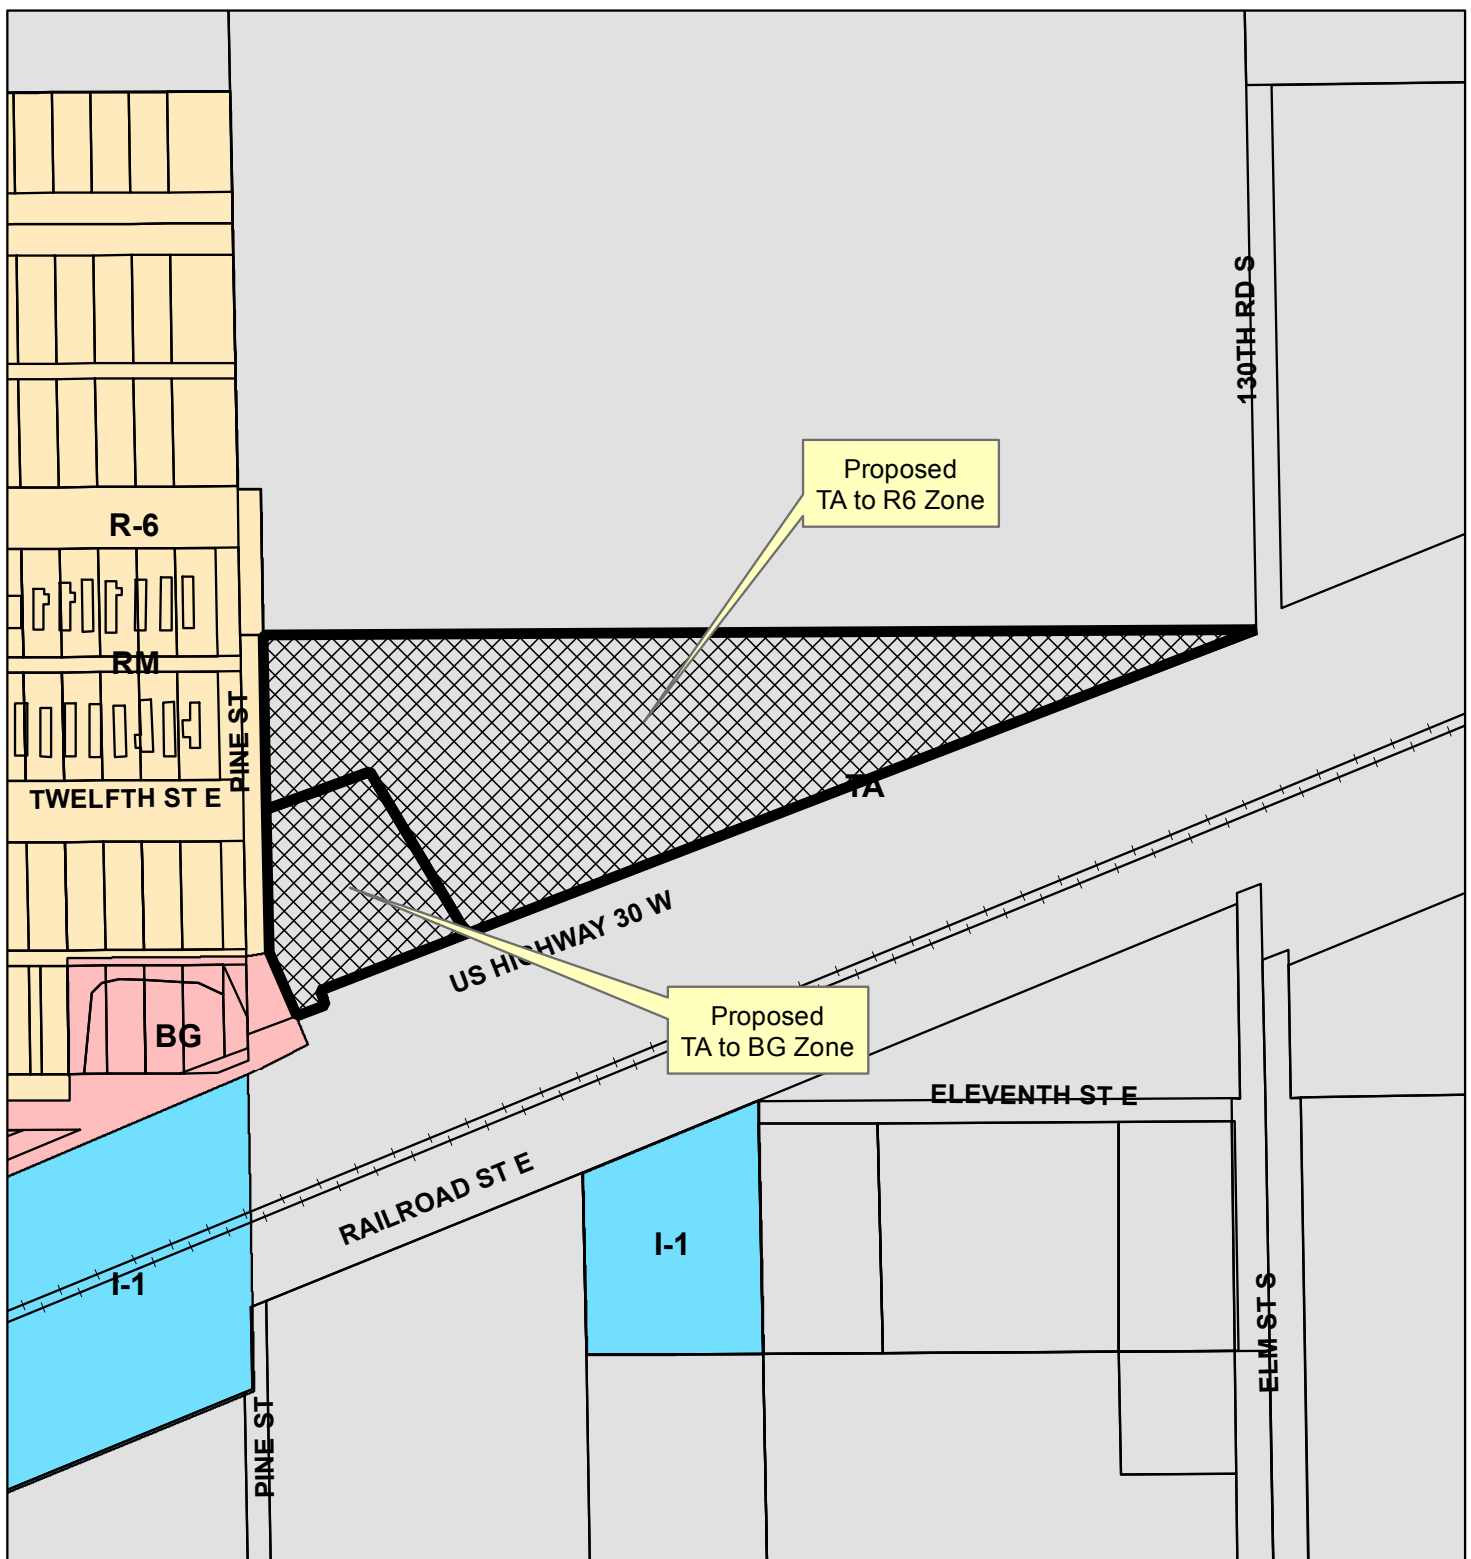 130TH RD S
Proposed
TA to R6 Zone
R-6
RM
PINE ST
TWELFTH ST E
TA
US HIGHWAY 30 W
Proposed
TA to BG Zone
BG
ELEVENTH ST E
RAILROAD ST E
I-1
I-1
ELM ST S
PINE ST